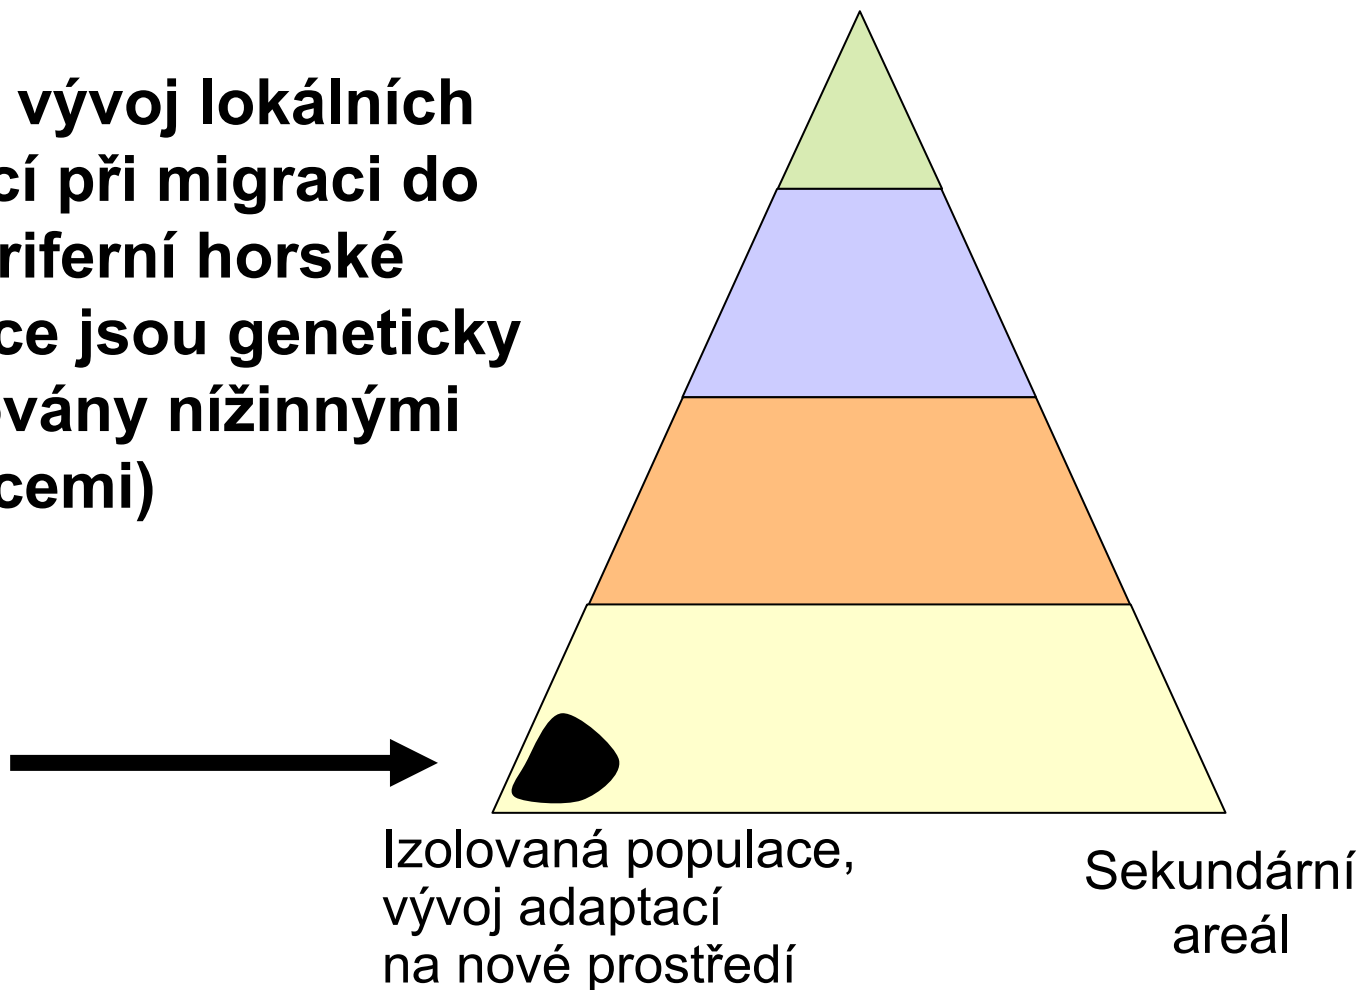 vývoj lokálních
cí při migraci do
riferní horské
ce jsou geneticky
vány nížinnými
cemi)
Izolovaná populace,
vývoj adaptací
na nové prostředí
Sekundární
areál